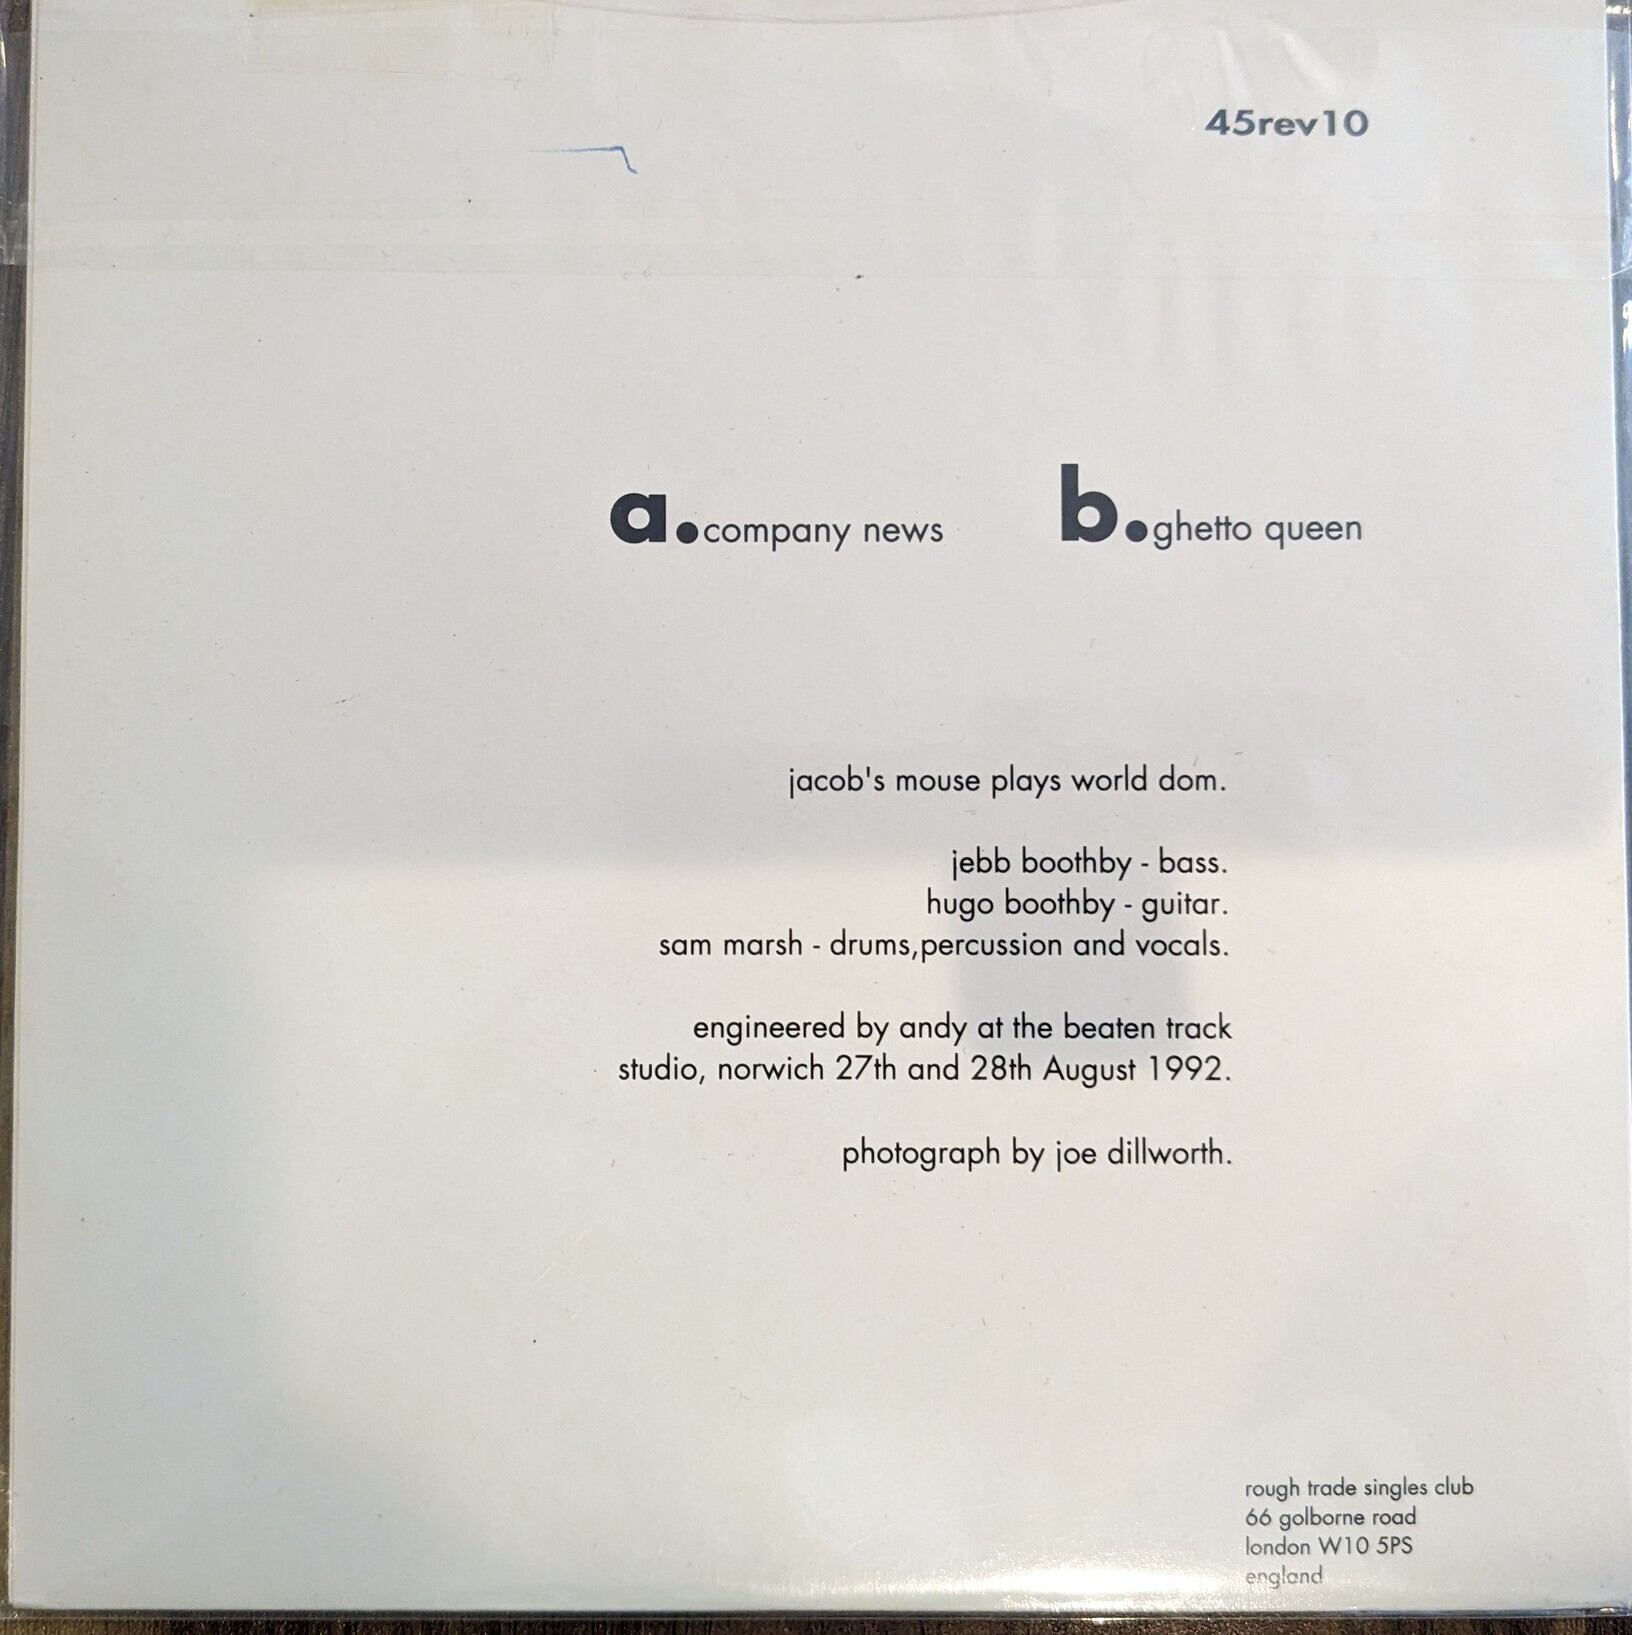 45rev10
a.company news
b.ghetto queen
jacob's mouse plays world dom.
jebb boothby - bass.
hugo boothby - guitar.
sam marsh - drums,percussion and vocals.
engineered by andy at the beaten track
studio, norwich 27th and 28th August 1992.
photograph by joe dillworth.
rough trade singles club
66 golborne road
london W10 5PS
england